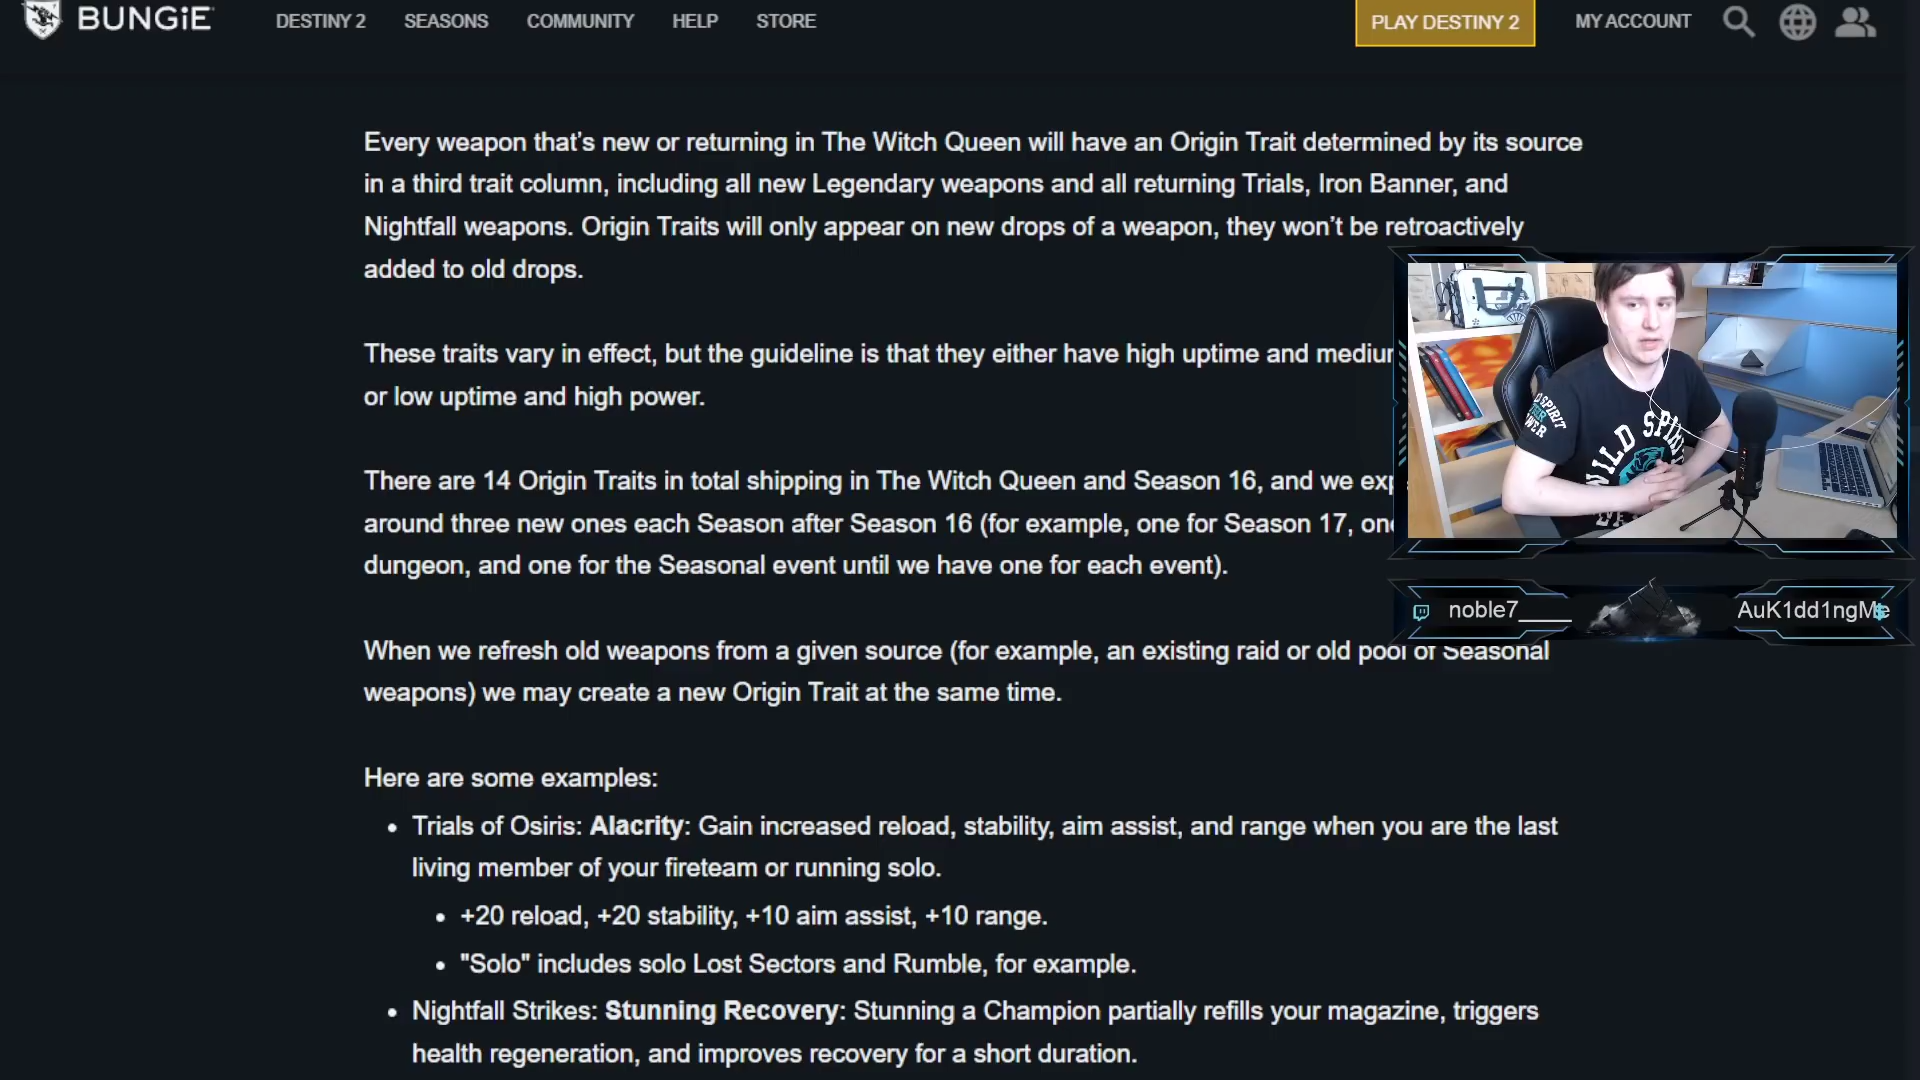 BUNGiE
DESTINY 2 SEASONS COMMUNITY HELP STORE PLAY DESTINY 2 MY ACCOUNT
Every weapon that’s new or returning in The Witch Queen will have an Origin Trait determined by its source
in a third trait column, including all new Legendary weapons and all returning Trials, Iron Banner, and
Nightfall weapons. Origin Traits will only appear on new drops of a weapon, they won’t be retroactively
added to old drops.
These traits vary in effect, but the guideline is that they either have high uptime and medium
or low uptime and high power.
There are 14 Origin Traits in total shipping in The Witch Queen and Season 16, and we exp
around three new ones each Season after Season 16 (for example, one for Season 17, one
dungeon, and one for the Seasonal event until we have one for each event).
WILD SPIRIT
noble7____ AuK1dd1ngMe
When we refresh old weapons from a given source (for example, an existing raid or old pool of Seasonal
weapons) we may create a new Origin Trait at the same time.
Here are some examples:
• Trials of Osiris: Alacrity: Gain increased reload, stability, aim assist, and range when you are the last
living member of your fireteam or running solo.
• +20 reload, +20 stability, +10 aim assist, +10 range.
• "Solo" includes solo Lost Sectors and Rumble, for example.
• Nightfall Strikes: Stunning Recovery: Stunning a Champion partially refills your magazine, triggers
health regeneration, and improves recovery for a short duration.